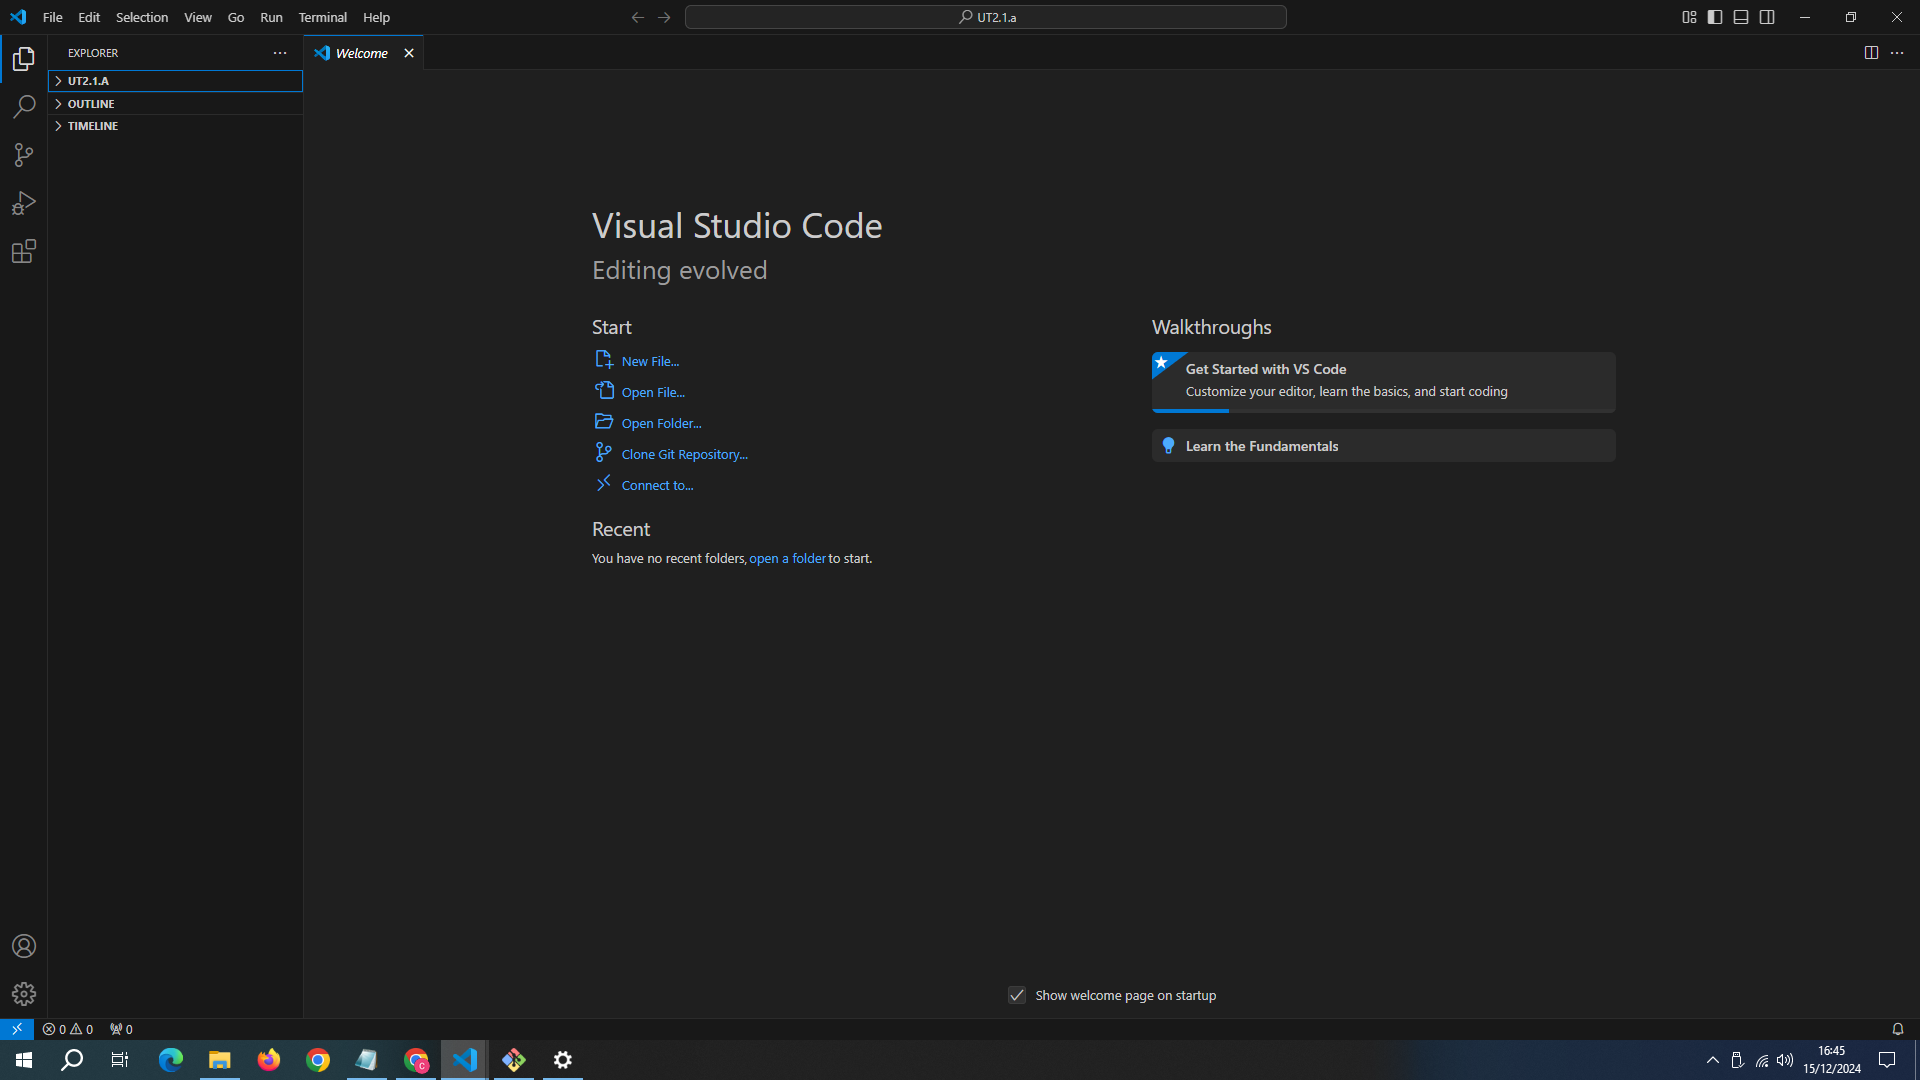 File Edit Selection View Go Run Terminal Help
UT2.1.a
EXPLORER
Welcome
UT2.1.A
OUTLINE
TIMELINE
Visual Studio Code
Editing evolved
Start
New File...
Open File...
Open Folder...
Clone Git Repository...
Connect to...
Recent
You have no recent folders, open a folder to start.
Walkthroughs
Get Started with VS Code
Customize your editor, learn the basics, and start coding
Learn the Fundamentals
Show welcome page on startup
0 0 0
C
16:45
15/12/2024